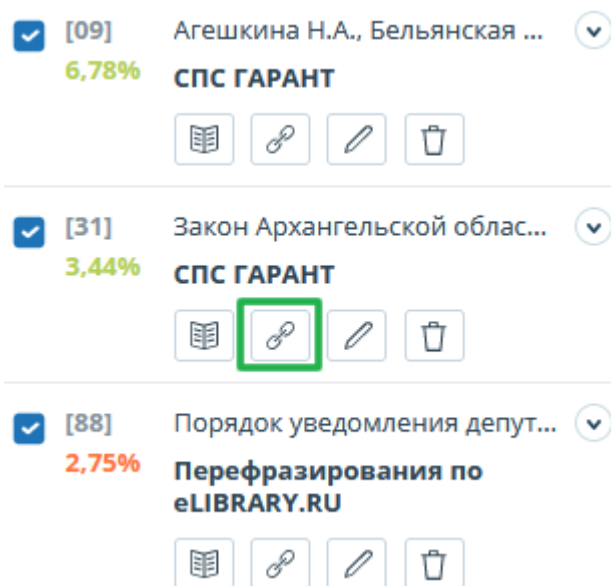 [09] Агешкина Н.А., Бельянская ...
6,78% СПС ГАРАНТ
[31] Закон Архангельской облас...
3,44% СПС ГАРАНТ
[88] Порядок уведомления депут...
2,75% Перефразирования по
eLIBRARY.RU